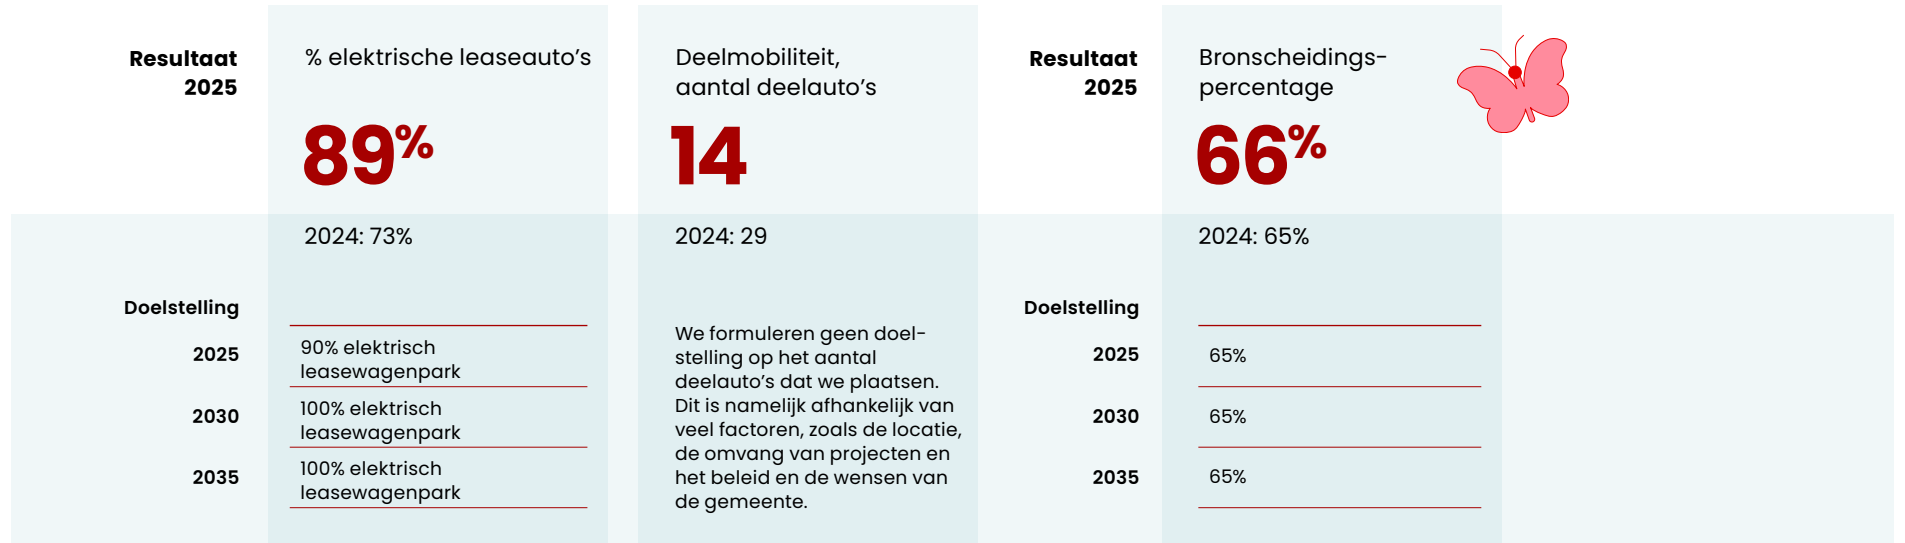 Resultaat
2025
% elektrische leaseauto’s
89%
2024: 73%
Doelstelling
2025
90% elektrisch
leasewagenpark
2030
100% elektrisch
leasewagenpark
2035
100% elektrisch
leasewagenpark
Deelmobiliteit,
aantal deelauto’s
14
2024: 29
We formuleren geen doel-
stelling op het aantal
deelauto’s dat we plaatsen.
Dit is namelijk afhankelijk van
veel factoren, zoals de locatie,
de omvang van projecten en
het beleid en de wensen van
de gemeente.
Resultaat
2025
Bronscheidings-
percentage
66%
2024: 65%
Doelstelling
2025
65%
2030
65%
2035
65%